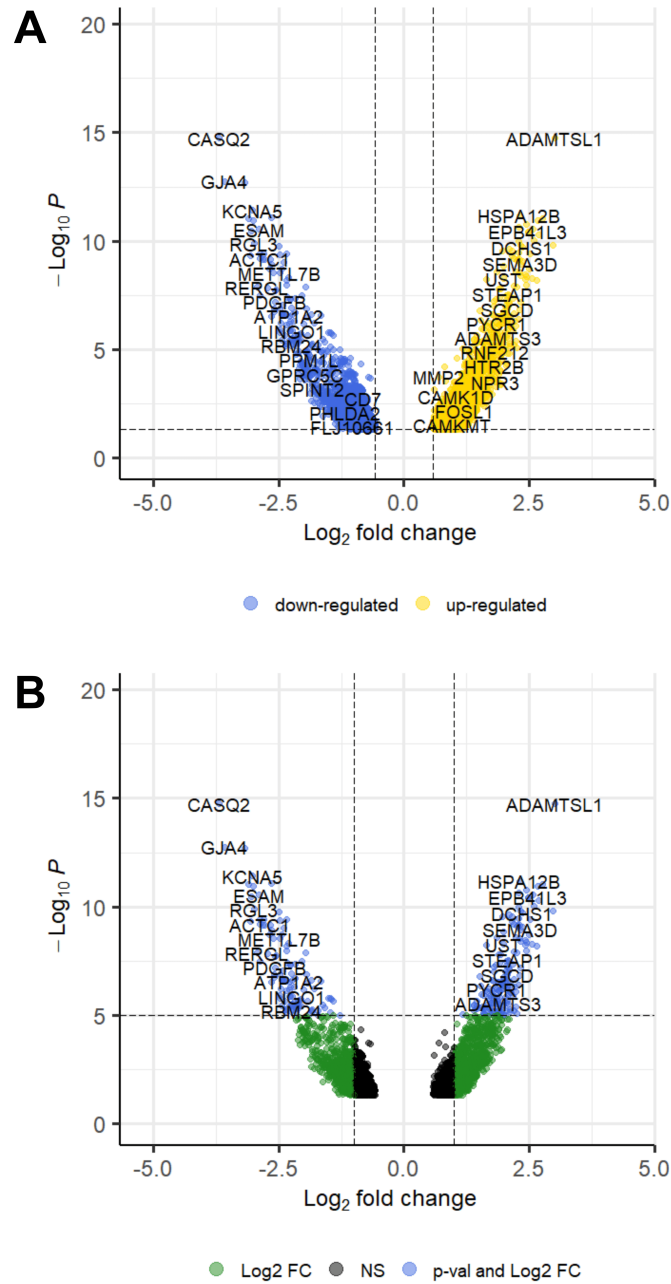 A
20
15
10
5
0
−Log10 P
CASQ2
ADAMTSL1
GJA4
KCNA5
HSPA12B
ESAM
EPB41L3
RGL3
DCHS1
ACTC1
SEMA3D
METTL7B
UST
RERGL
STEAP1
PDGFB
SGCD
ATP1A2
PYCR1
LINGO1
ADAMTS3
RBM24
RNF212
PPM1L
HTR2B
GPRC5C
MMP2
NPR3
SPINT2
CD7
CAMK1D
PHLDA2
FOSL1
FLJ10661
CAMKMT
-5.0 -2.5 0.0 2.5 5.0
Log2 fold change
down-regulated up-regulated
B
20
15
10
5
0
−Log10 P
CASQ2
ADAMTSL1
GJA4
KCNA5
HSPA12B
ESAM
EPB41L3
RGL3
DCHS1
ACTC1
SEMA3D
METTL7B
UST
RERGL
STEAP1
PDGFB
SGCD
ATP1A2
PYCR1
LINGO1
ADAMTS3
RBM24
-5.0 -2.5 0.0 2.5 5.0
Log2 fold change
Log2 FC NS p-val and Log2 FC